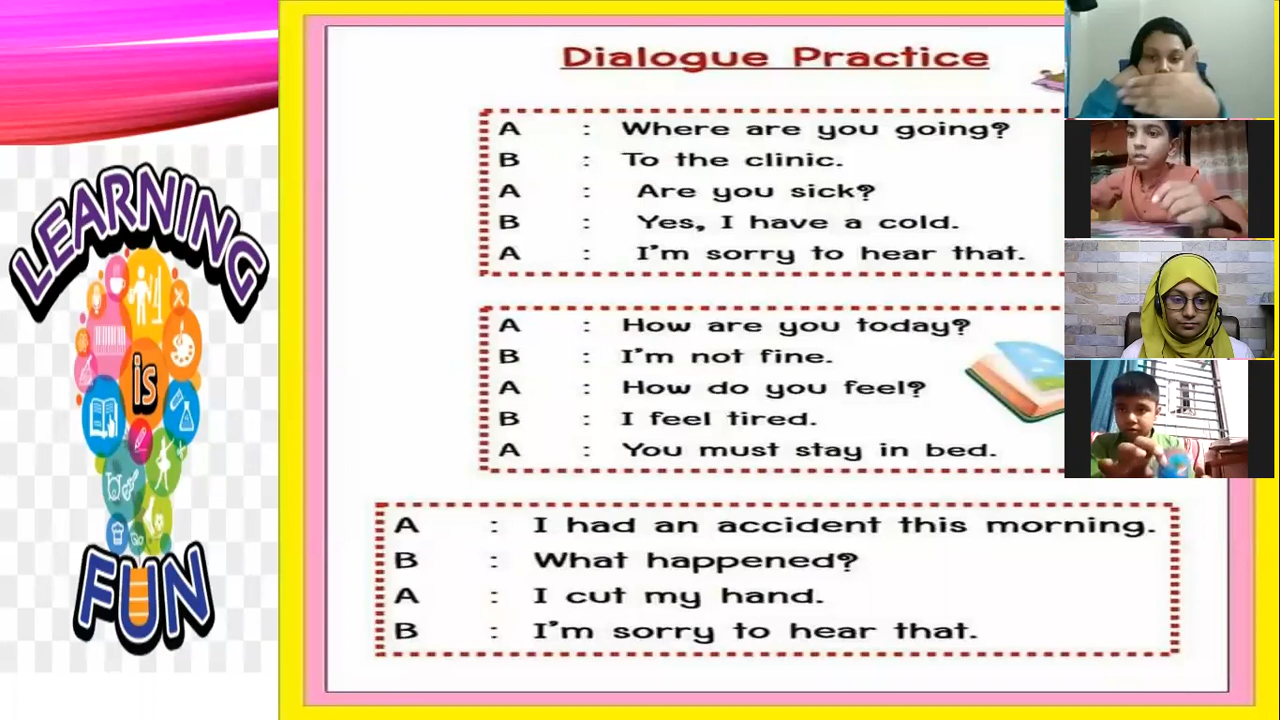 LEARNING
is
FUN
Dialogue Practice
A : Where are you going?
B : To the clinic.
A : Are you sick?
B : Yes, I have a cold.
A : I'm sorry to hear that.
A : How are you today?
B : I'm not fine.
A : How do you feel?
B : I feel tired.
A : You must stay in bed.
A : I had an accident this morning.
B : What happened?
A : I cut my hand.
B : I'm sorry to hear that.